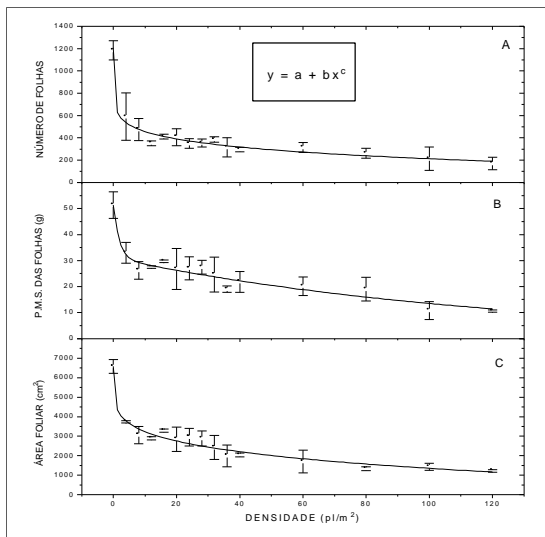 A
y = a + bx^c
NÚMERO DE FOLHAS
1400
1200
1000
800
600
400
200
0
B
P.M.S. DAS FOLHAS (g)
50
40
30
20
10
0
C
ÁREA FOLIAR (cm²)
7000
6000
5000
4000
3000
2000
1000
0
0 20 40 60 80 100 120
DENSIDADE (pl/m²)